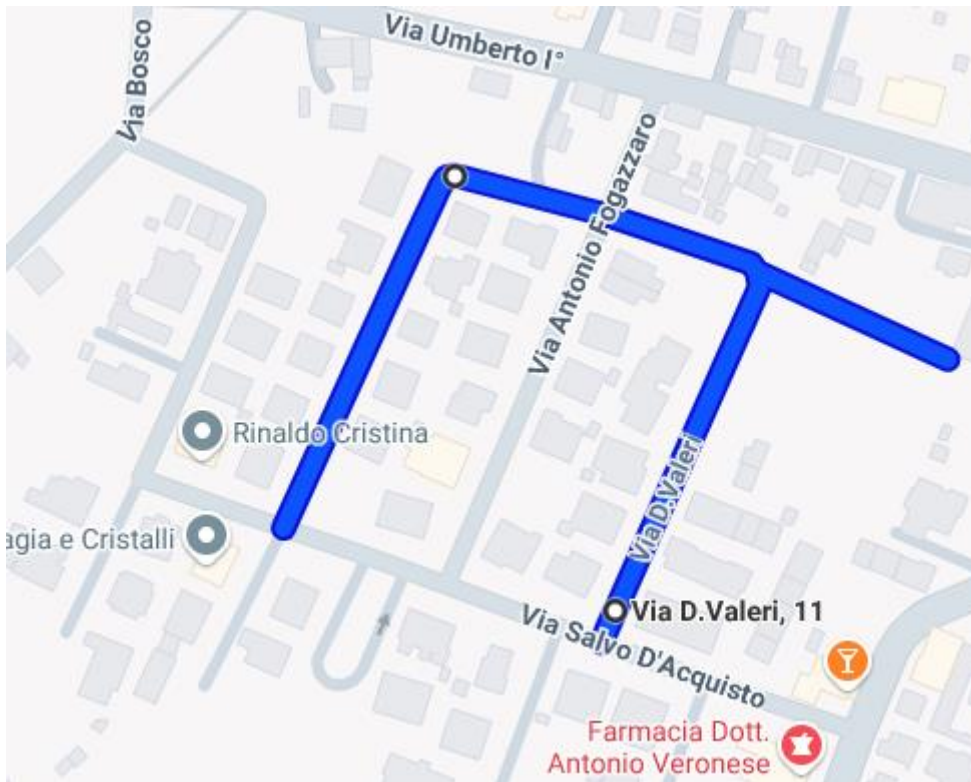 Via Umberto I°
Via Bosco
Via Antonio Fogazzaro
Rinaldo Cristina
Via D.Valeri
agia e Cristalli
Via D.Valeri, 11
Via Salvo D'Acquisto
Farmacia Dott.
Antonio Veronese